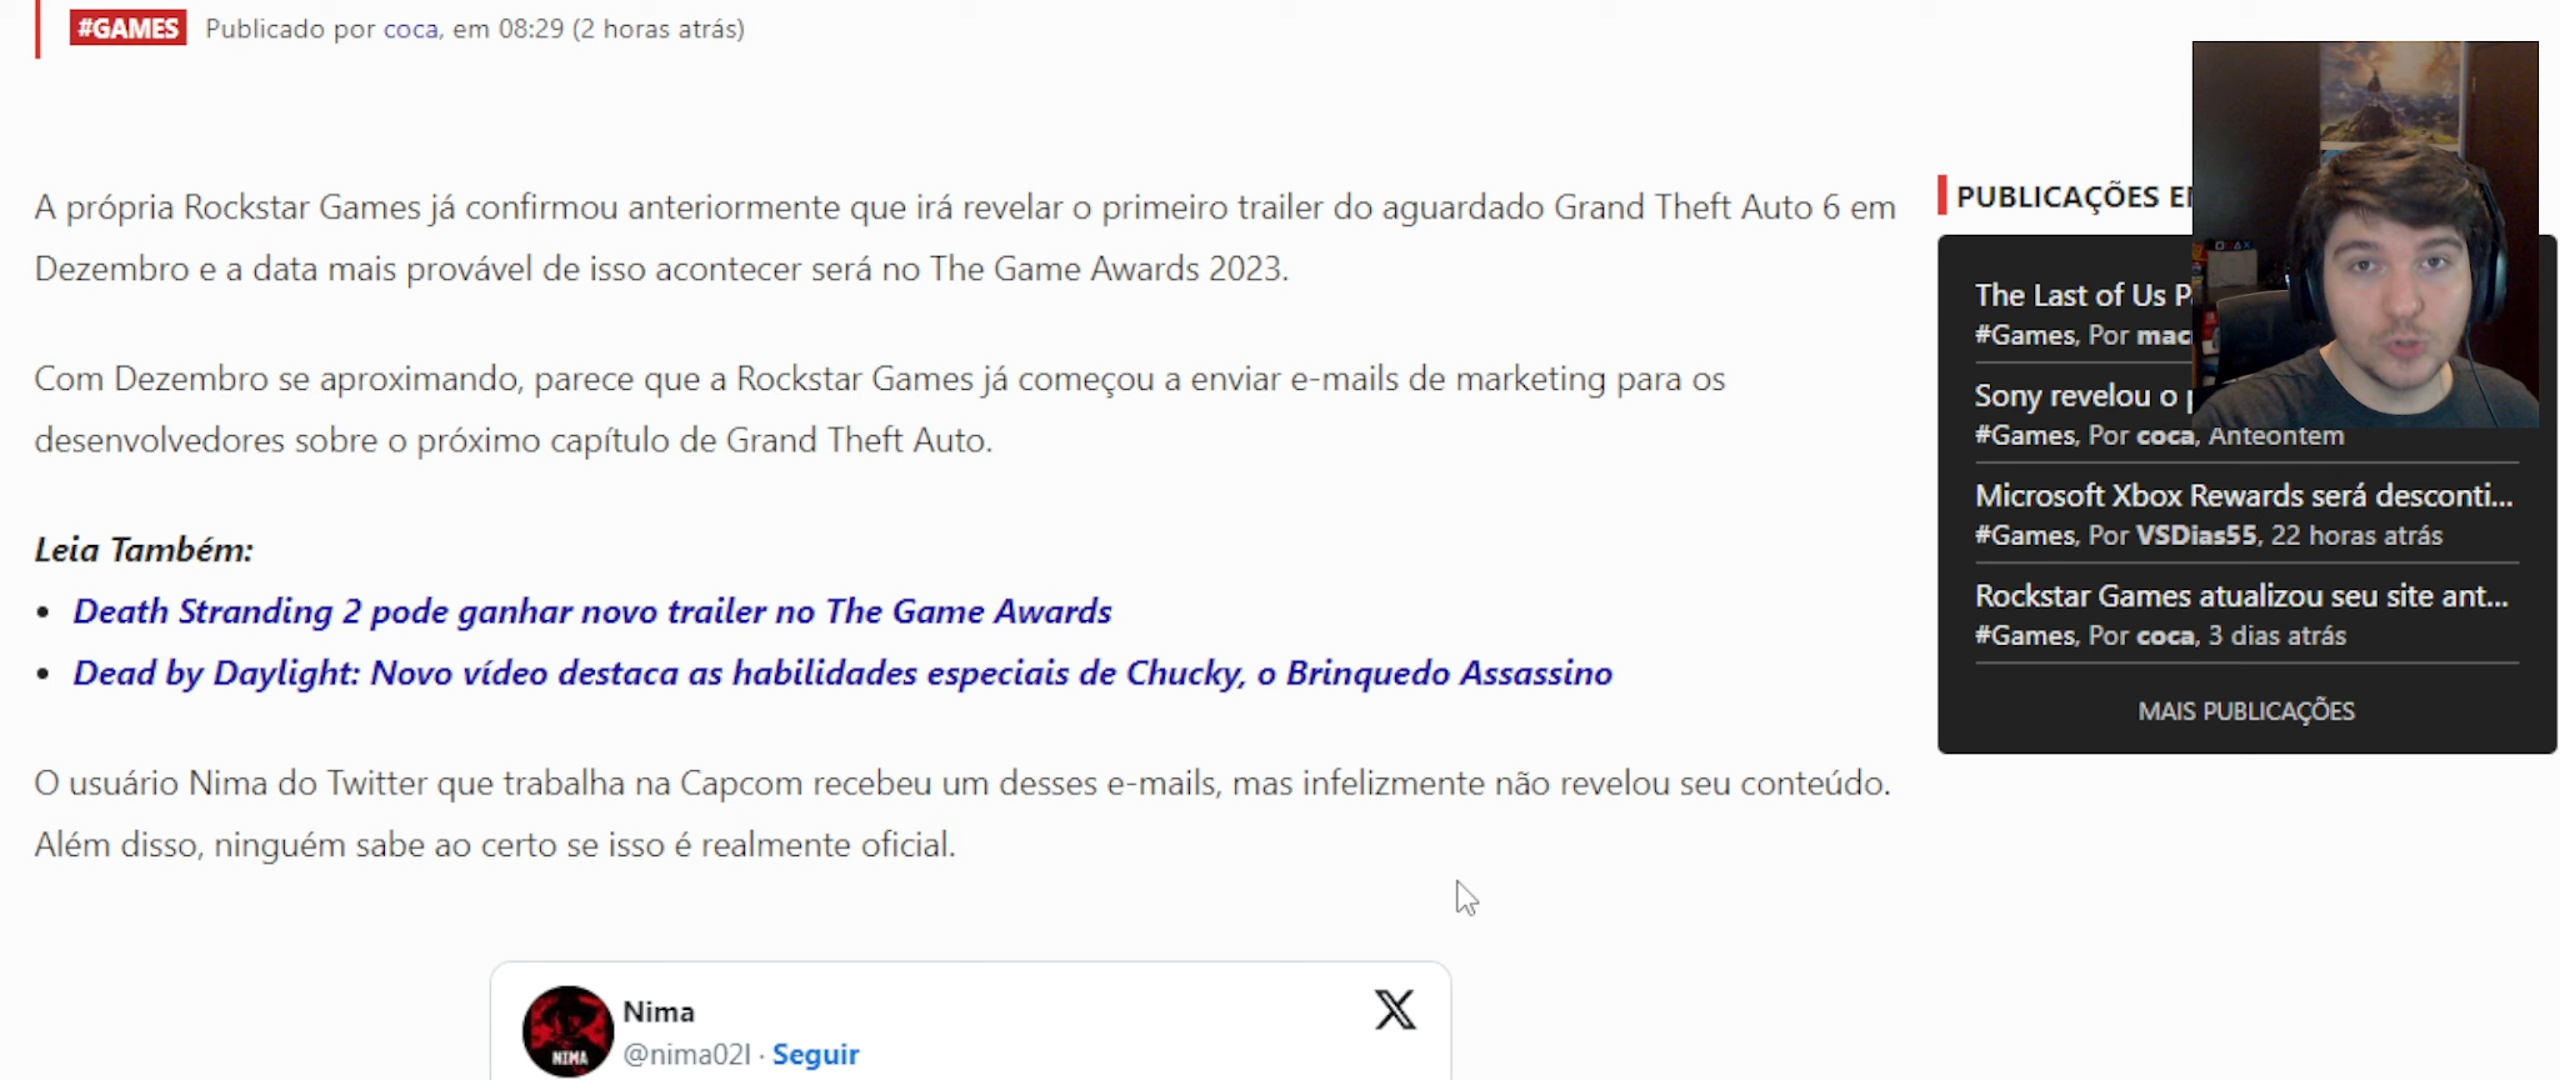 #GAMES Publicado por coca, em 08:29 (2 horas atrás)
A própria Rockstar Games já confirmou anteriormente que irá revelar o primeiro trailer do aguardado Grand Theft Auto 6 em
Dezembro e a data mais provável de isso acontecer será no The Game Awards 2023.
Com Dezembro se aproximando, parece que a Rockstar Games já começou a enviar e-mails de marketing para os
desenvolvedores sobre o próximo capítulo de Grand Theft Auto.
Leia Também:
• Death Stranding 2 pode ganhar novo trailer no The Game Awards
• Dead by Daylight: Novo vídeo destaca as habilidades especiais de Chucky, o Brinquedo Assassino
O usuário Nima do Twitter que trabalha na Capcom recebeu um desses e-mails, mas infelizmente não revelou seu conteúdo.
Além disso, ninguém sabe ao certo se isso é realmente oficial.
NIMA
Nima
@nima02l · Seguir
PUBLICAÇÕES
The Last of Us
#Games, Por mac
Sony revelou o
#Games, Por coca, Anteontem
Microsoft Xbox Rewards será desconti...
#Games, Por VSDias55, 22 horas atrás
Rockstar Games atualizou seu site ant...
#Games, Por coca, 3 dias atrás
MAIS PUBLICAÇÕES